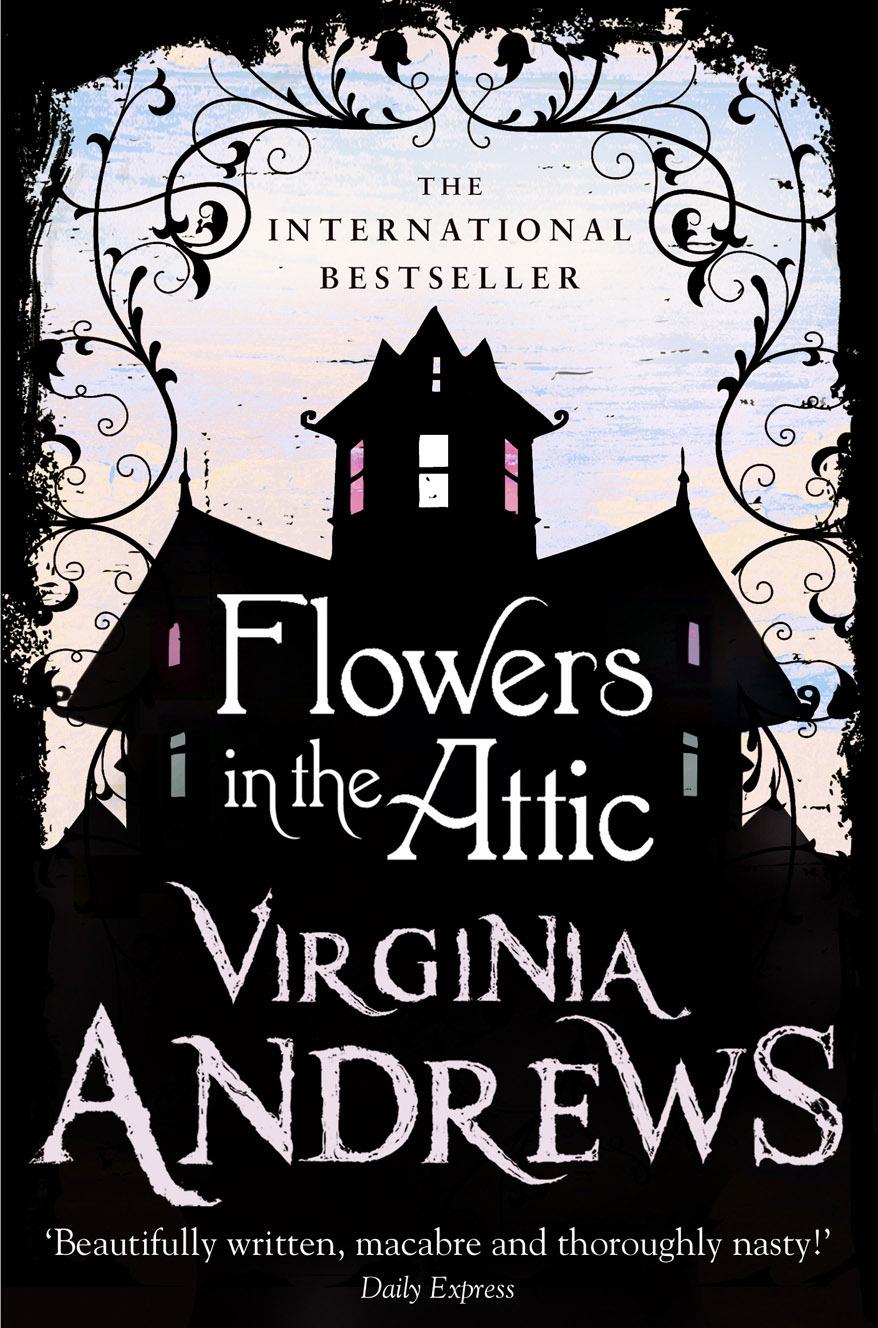 THE
INTERNATIONAL
BESTSELLER
Flowers
in the Attic
VIRGINIA
ANDREWS
‘Beautifully written, macabre and thoroughly nasty!’
Daily Express